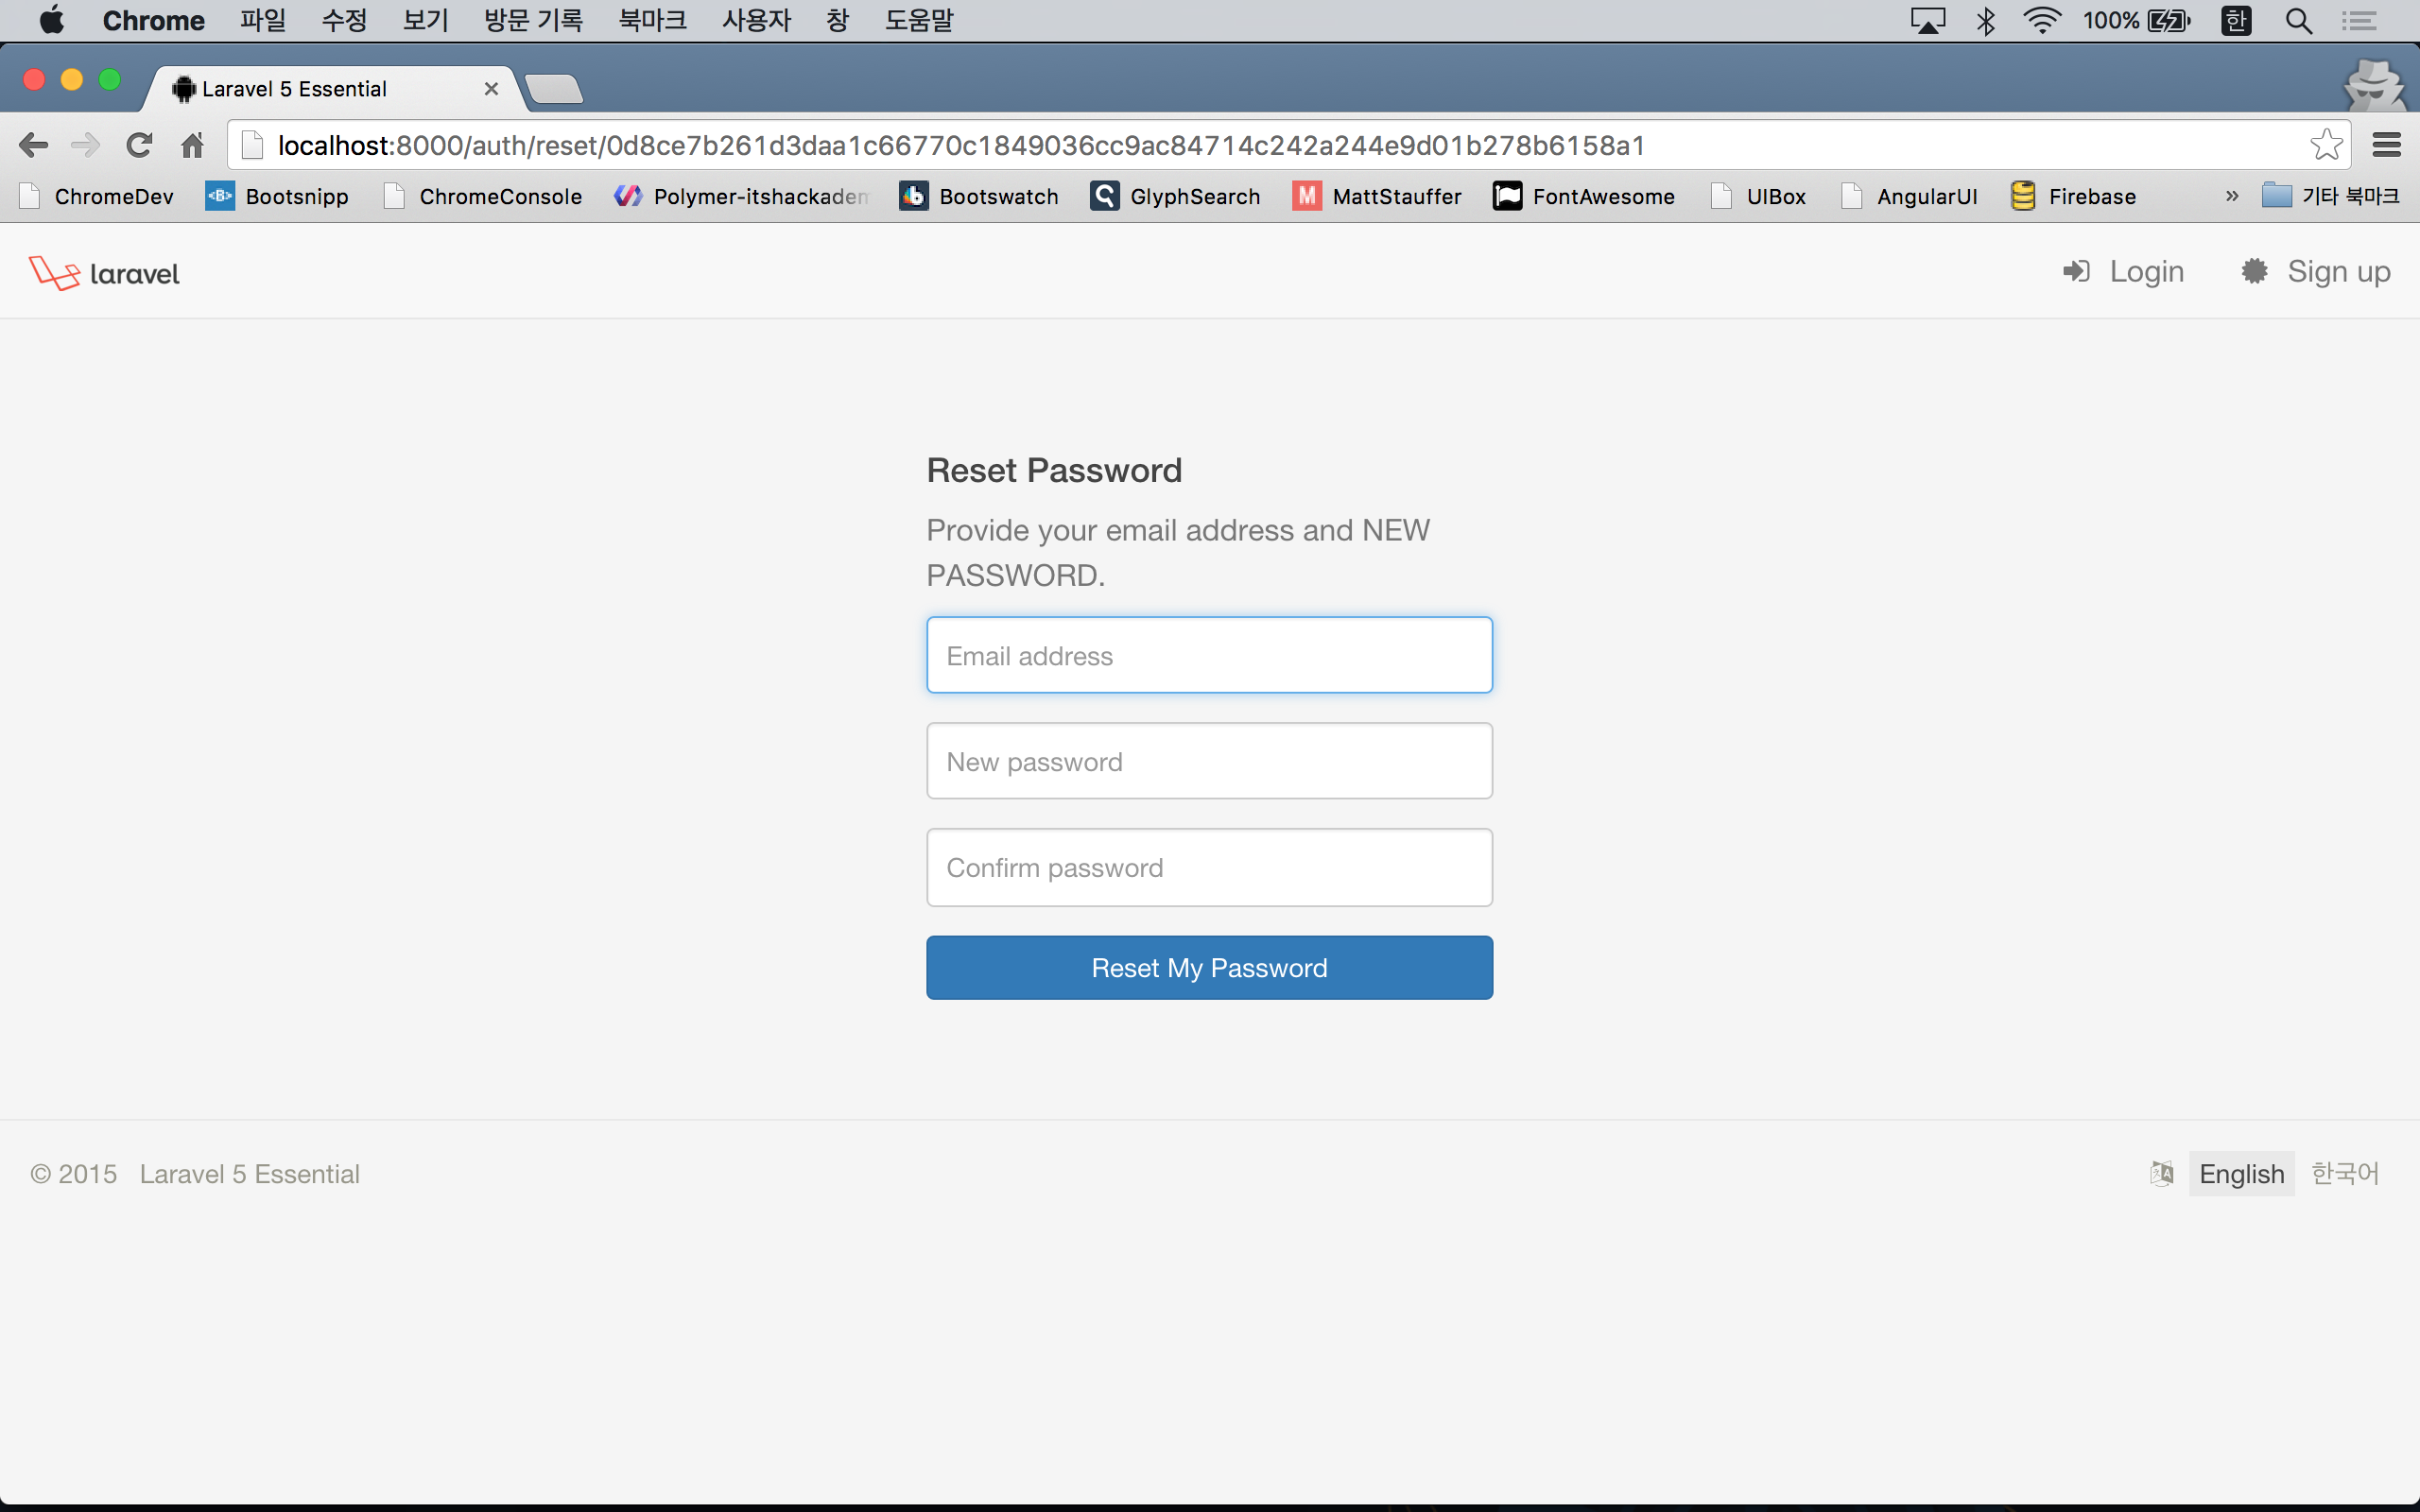 Chrome 파일 수정 보기 방문 기록 북마크 사용자 창 도움말 100% 한
Laravel 5 Essential
localhost:8000/auth/reset/0d8ce7b261d3daa1c66770c1849036cc9ac84714c242a244e9d01b278b6158a1
ChromeDev <B> Bootsnipp ChromeConsole Polymer-itshackadem b Bootswatch GlyphSearch M MattStauffer FontAwesome UIBox AngularUI Firebase » 기타 북마크
laravel Login Sign up
Reset Password
Provide your email address and NEW
PASSWORD.
Email address
New password
Confirm password
Reset My Password
© 2015 Laravel 5 Essential English 한국어